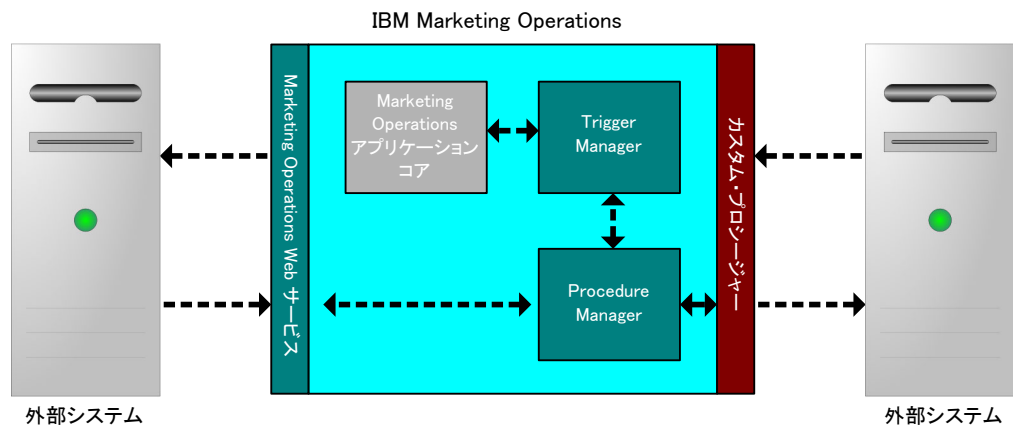 IBM Marketing Operations
Marketing Operations Web サービス
Marketing
Operations
アプリケーション
コア
Trigger
Manager
Procedure
Manager
カスタム・プロシージャー
外部システム
外部システム